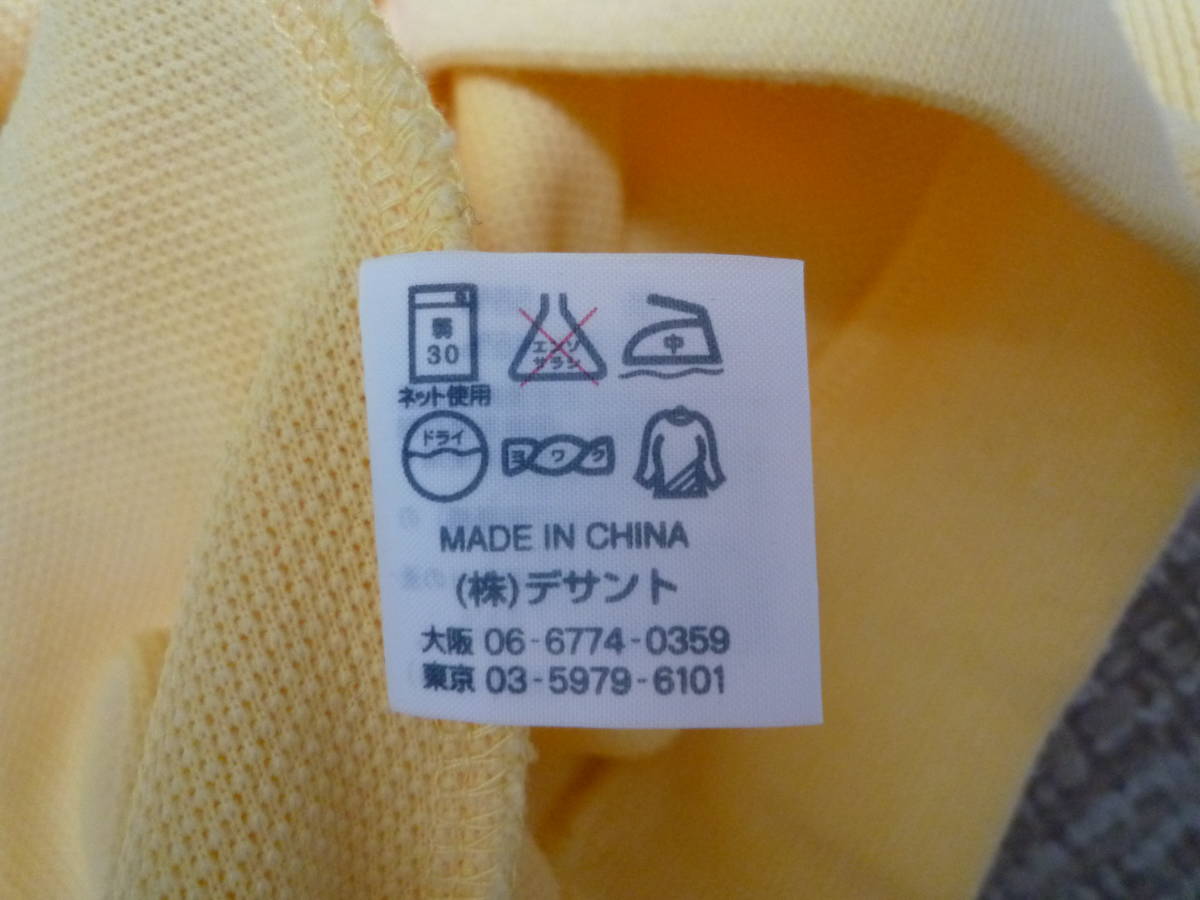 弱
30
ネット使用
エンソ
サラシ
中
ドライ
ヨワク
MADE IN CHINA
(株)デサント
大阪 06-6774-0359
東京 03-5979-6101